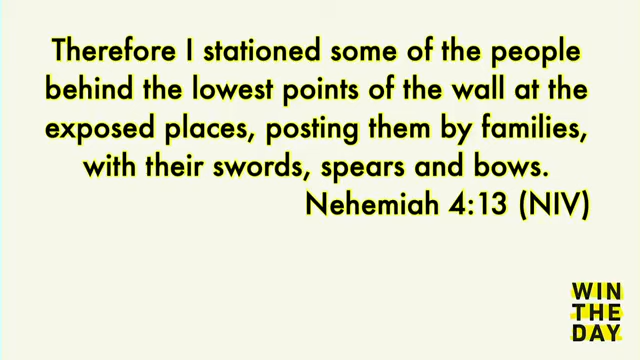 Therefore I stationed some of the people
behind the lowest points of the wall at the
exposed places, posting them by families,
with their swords, spears and bows.
Nehemiah 4:13 (NIV)
WIN
THE
DAY